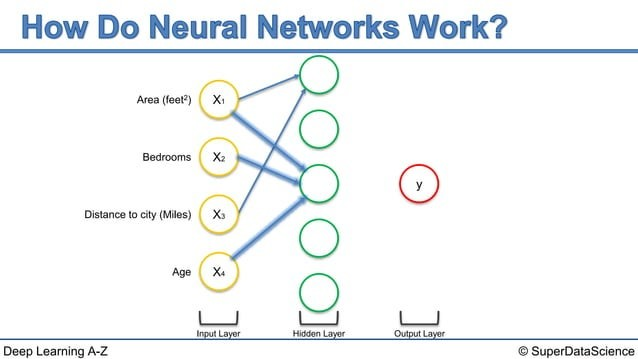 How Do Neural Networks Work?
Area (feet²) X₁
Bedrooms X₂
Distance to city (Miles) X₃
Age X₄
y
Input Layer Hidden Layer Output Layer
Deep Learning A-Z © SuperDataScience